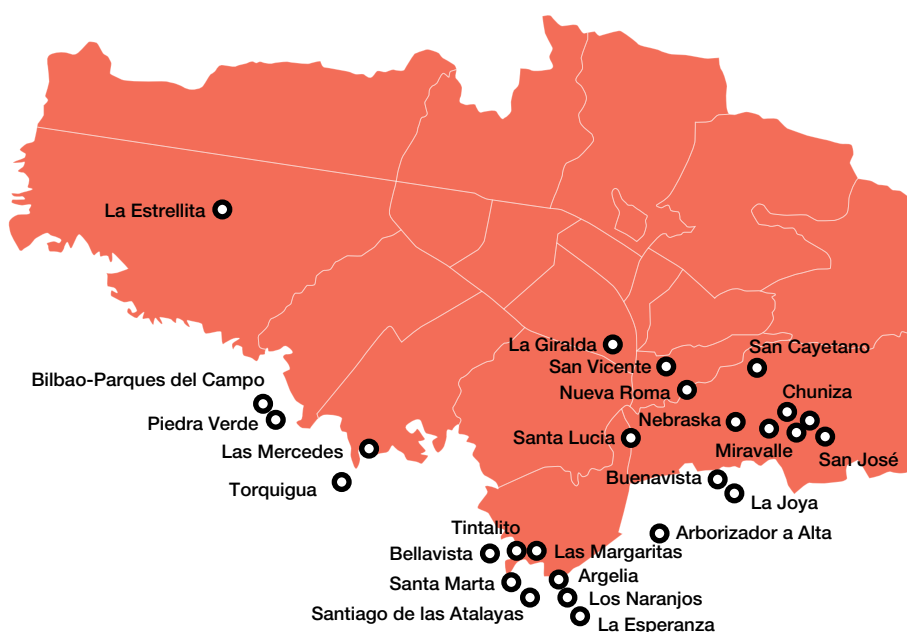 La Estrellita
La Giralda
San Cayetano
San Vicente
Bilbao-Parques del Campo
Nueva Roma
Chuniza
Piedra Verde
Nebraska
Santa Lucia
Las Mercedes
Miravalle
San José
Buenavista
Torquigua
La Joya
Tintalito
Arborizador a Alta
Bellavista
Las Margaritas
Argelia
Santa Marta
Los Naranjos
Santiago de las Atalayas
La Esperanza